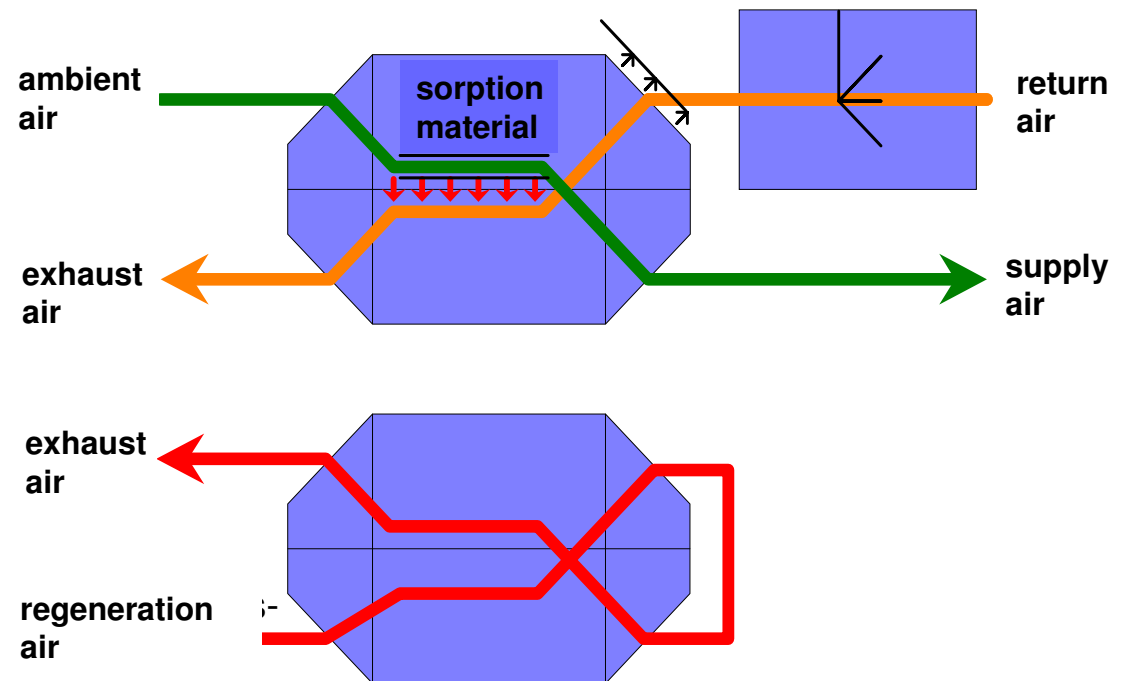 ambient
air
sorption
material
return
air
exhaust
air
supply
air
exhaust
air
regeneration
air